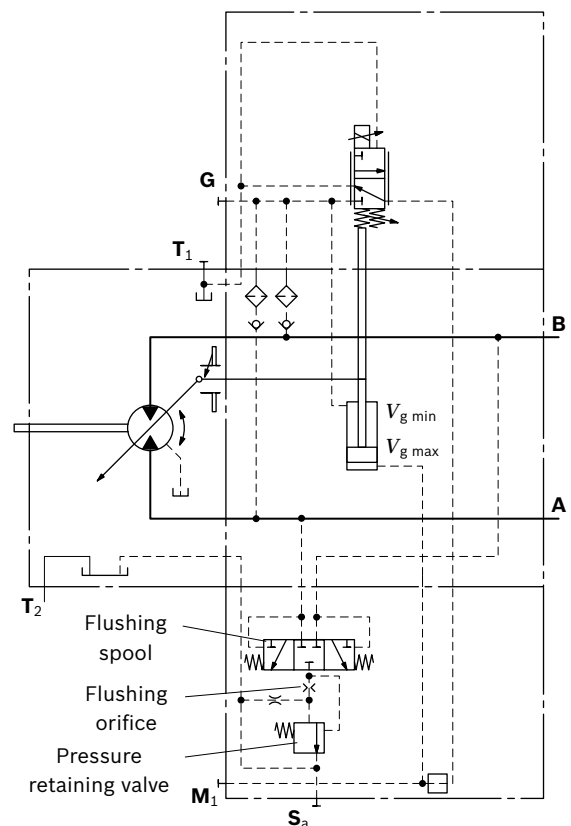 G
T1
B
Vg min
Vg max
A
T2
Flushing
spool
Flushing
orifice
Pressure
retaining valve
M1
Sa